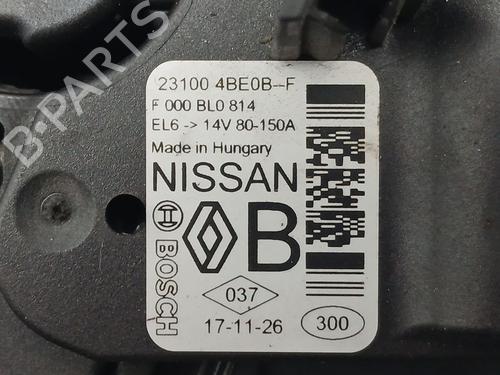 23100 4BE0B--F
F 000 BL0 814
EL6 -> 14V 80-150A
Made in Hungary
NISSAN
BOSCH
B
037
17-11-26
300
B-PARTS